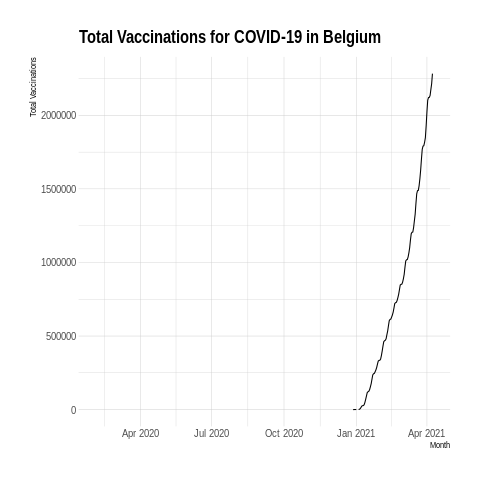 Total Vaccinations for COVID-19 in Belgium
Total Vaccinations
2000000
1500000
1000000
500000
0
Apr 2020 Jul 2020 Oct 2020 Jan 2021 Apr 2021
Month